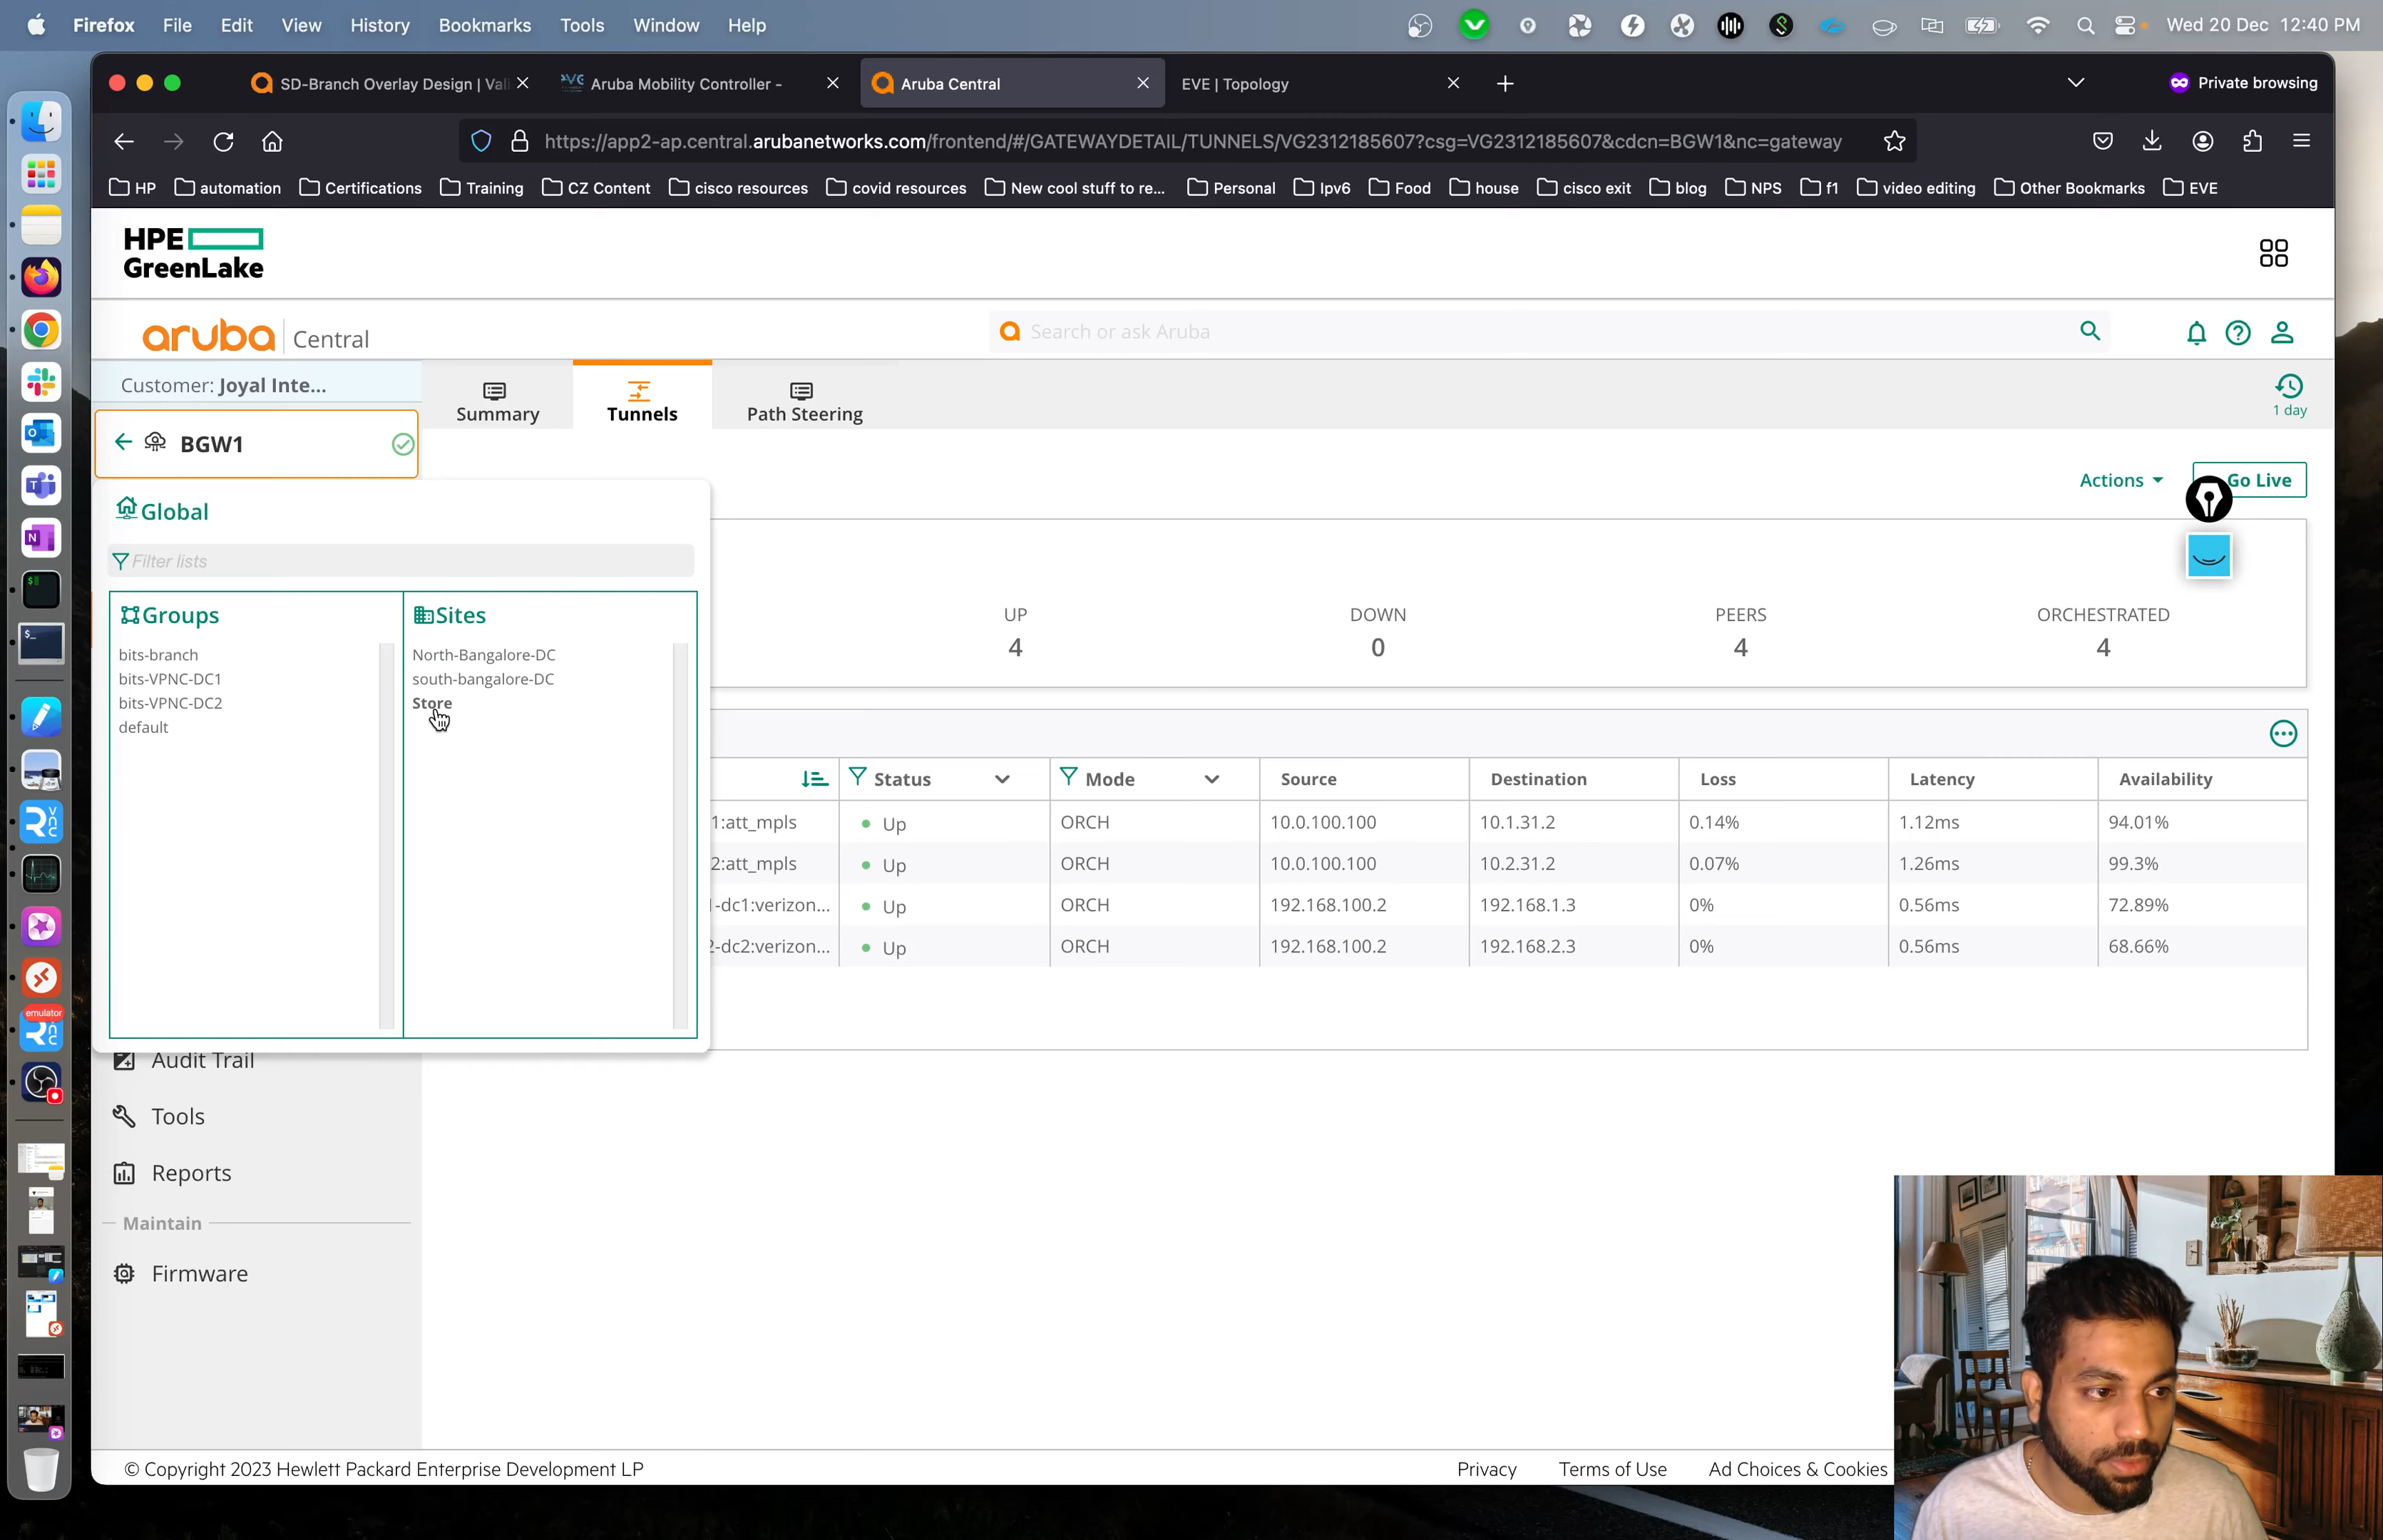 Firefox File Edit View History Bookmarks Tools Window Help
Wed 20 Dec 12:40 PM
SD-Branch Overlay Design | Vali
Aruba Mobility Controller -
Aruba Central
EVE | Topology
Private browsing
https://app2-ap.central.arubanetworks.com/frontend/#/GATEWAYDETAIL/TUNNELS/VG2312185607?csg=VG2312185607&cdcn=BGW1&nc=gateway
HP automation Certifications Training CZ Content cisco resources covid resources New cool stuff to re... Personal Ipv6 Food house cisco exit blog NPS f1 video editing Other Bookmarks EVE
HPE
GreenLake
aruba Central
Search or ask Aruba
Customer: Joyal Inte...
Summary
Tunnels
Path Steering
1 day
BGW1
Actions
Go Live
Global
Filter lists
Groups
bits-branch
bits-VPNC-DC1
bits-VPNC-DC2
default
Sites
North-Bangalore-DC
south-bangalore-DC
Store
UP DOWN PEERS ORCHESTRATED
4 0 4 4
Status Mode Source Destination Loss Latency Availability
1:att_mpls Up ORCH 10.0.100.100 10.1.31.2 0.14% 1.12ms 94.01%
2:att_mpls Up ORCH 10.0.100.100 10.2.31.2 0.07% 1.26ms 99.3%
-dc1:verizon... Up ORCH 192.168.100.2 192.168.1.3 0% 0.56ms 72.89%
-dc2:verizon... Up ORCH 192.168.100.2 192.168.2.3 0% 0.56ms 68.66%
emulator
Audit Trail
Tools
Reports
Maintain
Firmware
© Copyright 2023 Hewlett Packard Enterprise Development LP
Privacy Terms of Use Ad Choices & Cookies